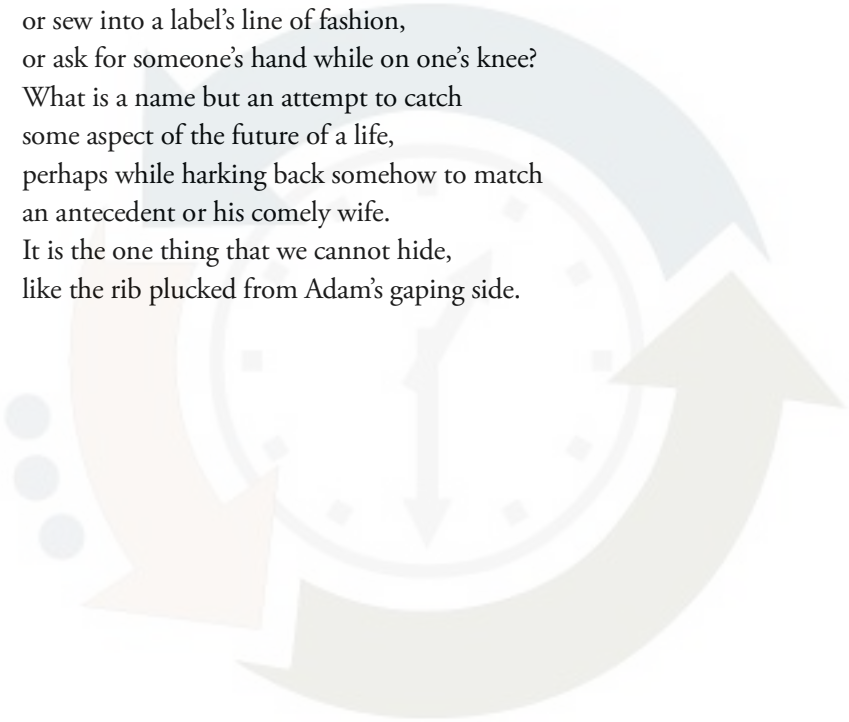 or sew into a label’s line of fashion,
or ask for someone’s hand while on one’s knee?
What is a name but an attempt to catch
some aspect of the future of a life,
perhaps while harking back somehow to match
an antecedent or his comely wife.
It is the one thing that we cannot hide,
like the rib plucked from Adam’s gaping side.